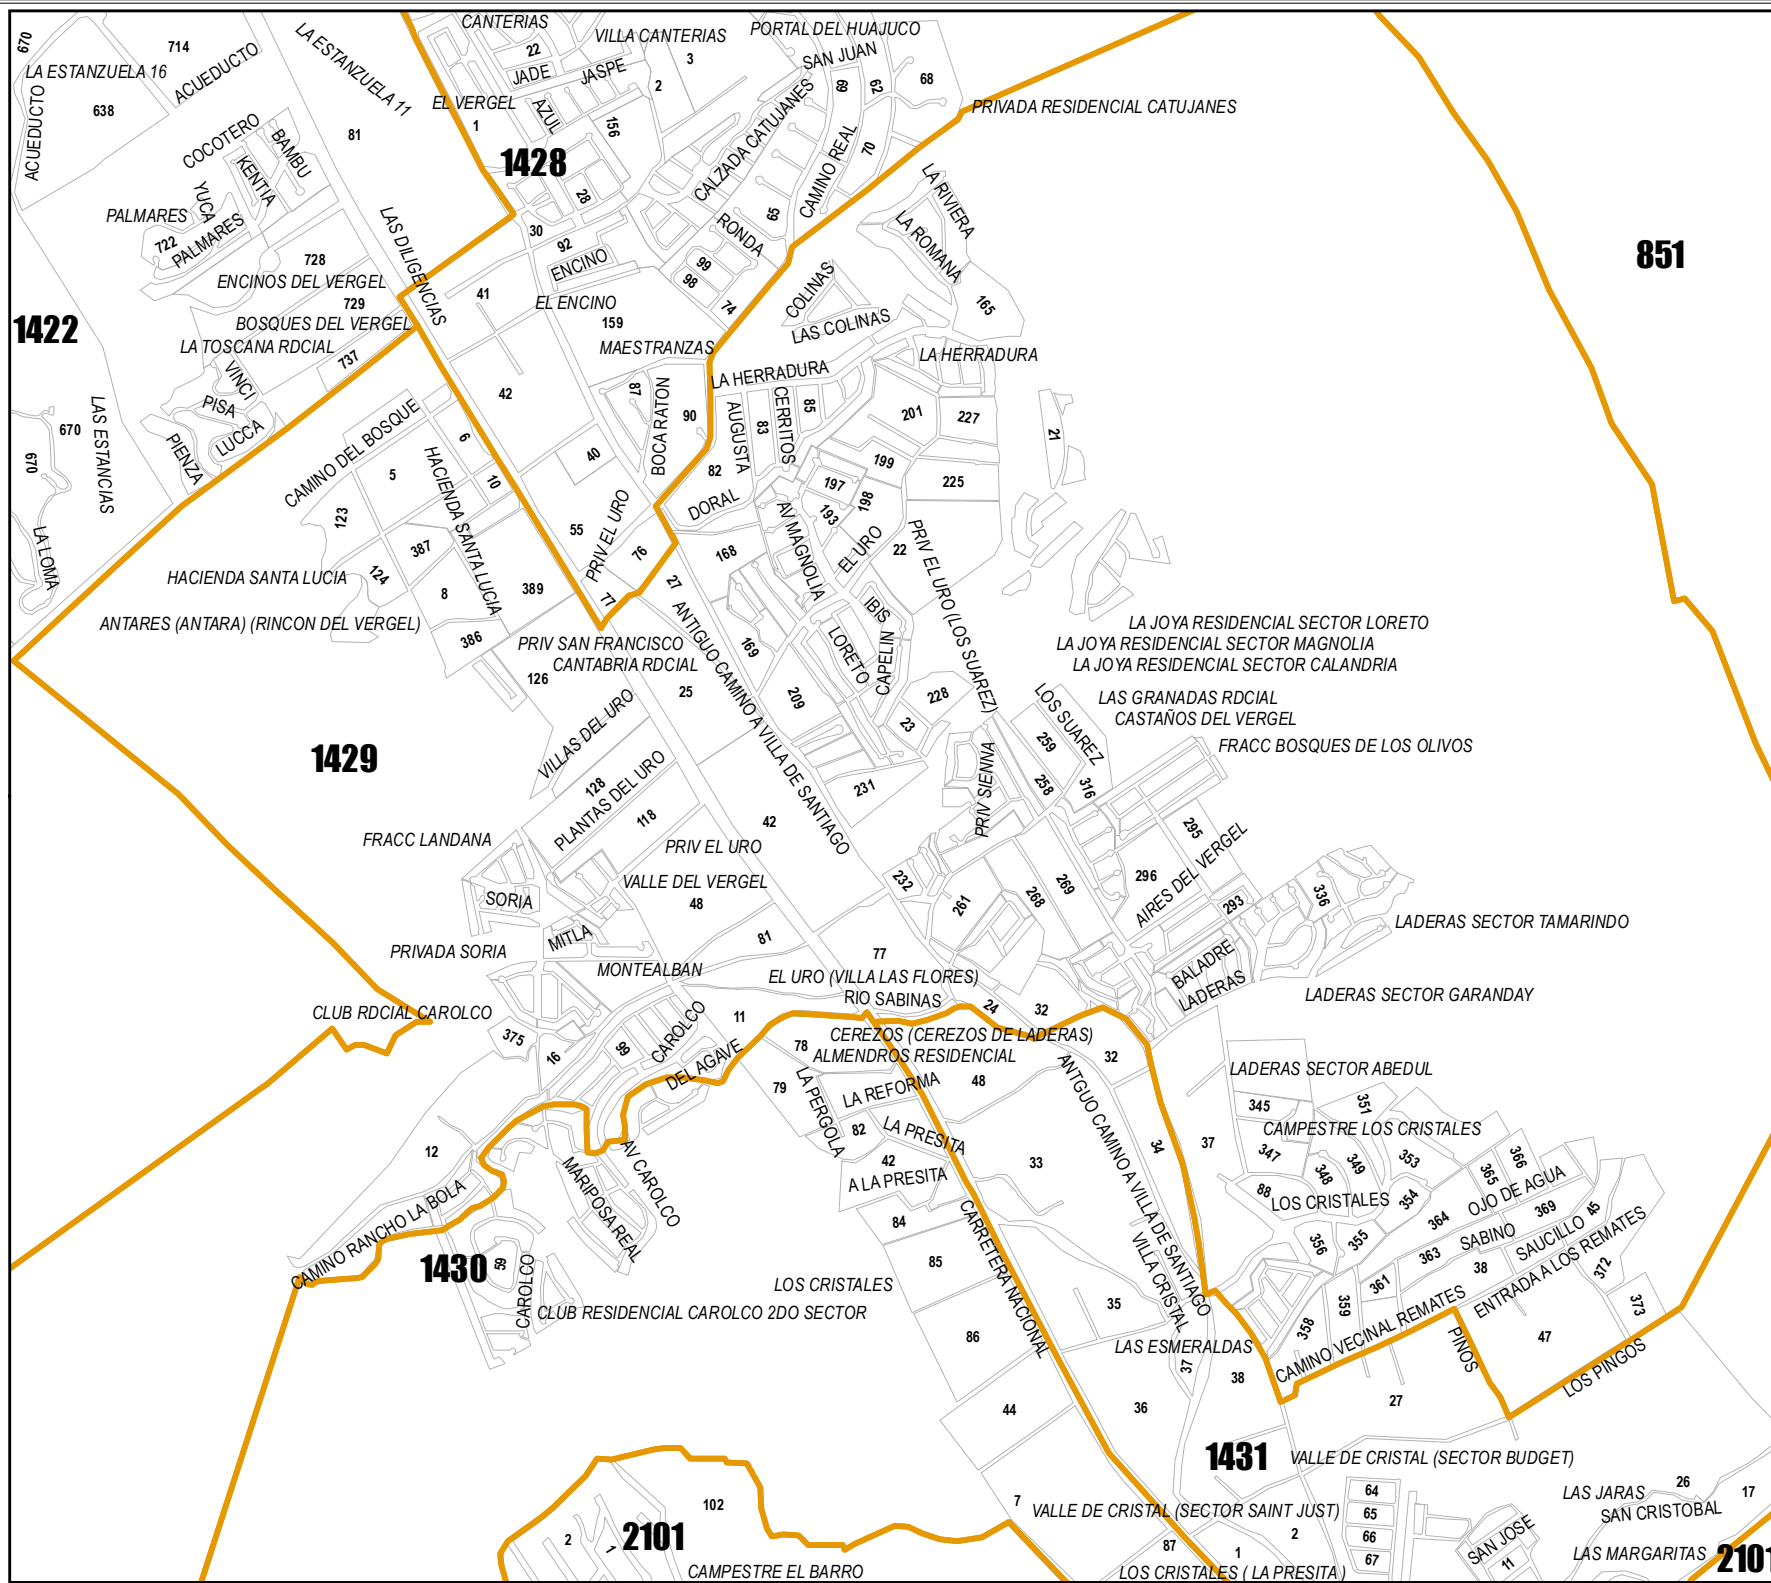 670
714
LA ESTANZUELA 16
ACUEDUCTO
LA ESTANZUELA 11
638
ACUEDUCTO
81
COCOTERO
BAMBU
KENTIA
YUCA
PALMARES
722
PALMARES
728
ENCINOS DEL VERGEL
729
BOSQUES DEL VERGEL
LA TOSCANA RDCIAL
737
1422
LAS DILIGENCIAS
VINCI
PISA
LUCCA
PIENZA
670
670
LAS ESTANCIAS
LA LOMA
CANTERIAS
22
JADE
JASPE
VILLA CANTERIAS
3
2
PORTAL DEL HUAJUCO
SAN JUAN
69
62
68
EL VERGEL
1
AZUL
156
1428
28
30
92
ENCINO
CALZADA CATUJANES
CAMINO REAL
70
65
RONDA
99
98
74
PRIVADA RESIDENCIAL CATUJANES
LA RIVIERA
LA ROMANA
165
851
41
EL ENCINO
159
MAESTRANZAS
COLINAS
LAS COLINAS
LA HERRADURA
LA HERRADURA
42
87
BOCA RATON
90
AUGUSTA
83
CERRITOS
85
201
227
21
40
82
DORAL
199
197
198
193
225
CAMINO DEL BOSQUE
6
5
10
HACIENDA SANTA LUCIA
123
387
124
8
389
386
HACIENDA SANTA LUCIA
ANTARES (ANTARA) (RINCON DEL VERGEL)
55
PRIV EL URO
76
77
27
168
AV MAGNOLIA
EL URO
22
PRIV EL URO (LOS SUAREZ)
IBIS
LORETO
CAPELIN
169
209
PRIV SAN FRANCISCO
CANTABRIA RDCIAL
126
25
ANTIGUO CAMINO A VILLA DE SANTIAGO
228
23
231
LA JOYA RESIDENCIAL SECTOR LORETO
LA JOYA RESIDENCIAL SECTOR MAGNOLIA
LA JOYA RESIDENCIAL SECTOR CALANDRIA
LAS GRANADAS RDCIAL
CASTAÑOS DEL VERGEL
FRACC BOSQUES DE LOS OLIVOS
LOS SUAREZ
259
258
316
PRIV SIENNA
1429
VILLAS DEL URO
128
PLANTAS DEL URO
118
42
PRIV EL URO
VALLE DEL VERGEL
48
FRACC LANDANA
SORIA
MITLA
PRIVADA SORIA
MONTEALBAN
81
232
261
268
269
295
296
AIRES DEL VERGEL
293
336
LADERAS SECTOR TAMARINDO
BALADRE
LADERAS
LADERAS SECTOR GARANDAY
77
EL URO (VILLA LAS FLORES)
RIO SABINAS
24
32
CLUB RDCIAL CAROLCO
375
16
99
CAROLCO
11
DEL AGAVE
CEREZOS (CEREZOS DE LADERAS)
78
ALMENDROS RESIDENCIAL
79
LA PERGOLA
LA REFORMA
48
82
LA PRESITA
42
A LA PRESITA
32
ANTGUO CAMINO A VILLA DE SANTIAGO
34
37
33
LADERAS SECTOR ABEDUL
345
351
CAMPESTRE LOS CRISTALES
347
349
348
353
88
LOS CRISTALES
354
365
366
OJO DE AGUA
364
369
45
356
355
363
SABINO
SAUCILLO
38
372
361
359
358
ENTRADA A LOS REMATES
373
CAMINO VECINAL REMATES
PINOS
47
LOS PINGOS
12
CAMINO RANCHO LA BOLA
MARIPOSA REAL
AV CAROLCO
1430
59
CAROLCO
CLUB RESIDENCIAL CAROLCO 2DO SECTOR
84
85
LOS CRISTALES
86
CARRETERA NACIONAL
35
VILLA CRISTAL
LAS ESMERALDAS
37
38
36
44
27
1431
VALLE DE CRISTAL (SECTOR BUDGET)
7
VALLE DE CRISTAL (SECTOR SAINT JUST)
87
1
2
LOS CRISTALES ( LA PRESITA )
64
65
66
67
26
17
LAS JARAS
SAN CRISTOBAL
SAN JOSE
11
LAS MARGARITAS
2101
102
2
1
2101
CAMPESTRE EL BARRO